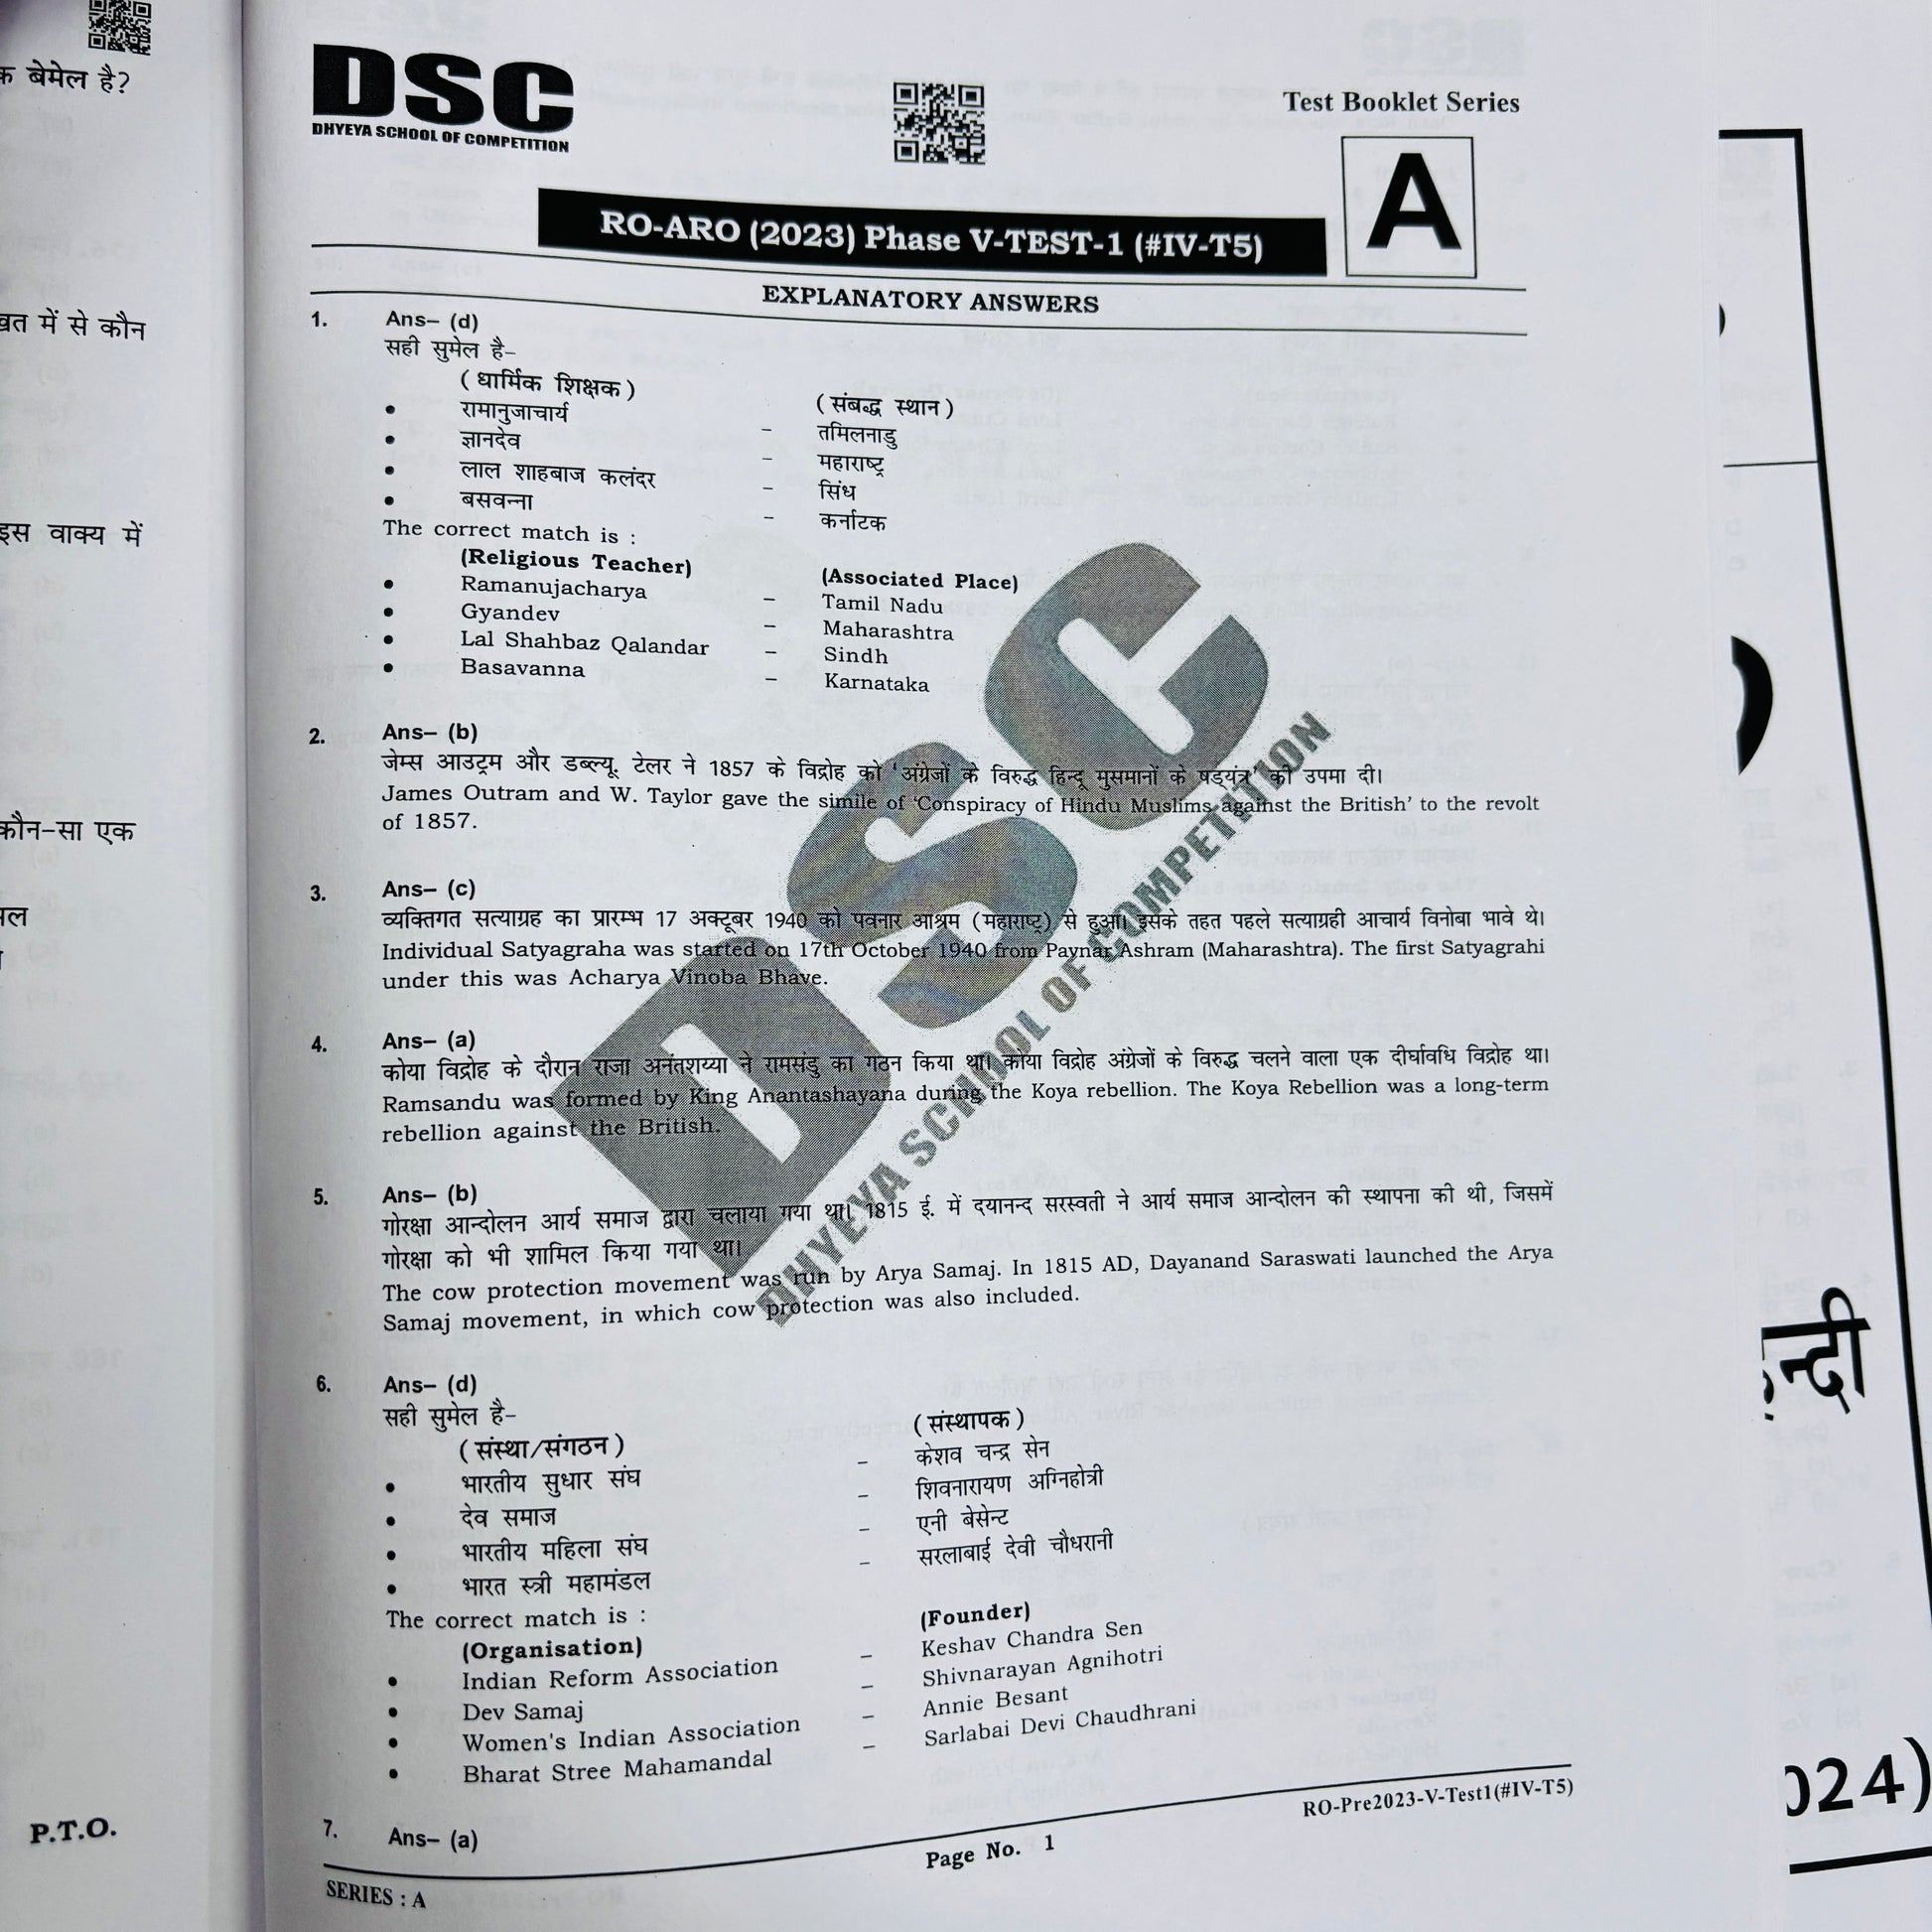 क बेमेल है?
में से कौन
इस वाक्य में
कौन-सा एक
P.T.O.
DSC
DHYEYA SCHOOL OF COMPETITION
Test Booklet Series
A
RO-ARO (2023) Phase V-TEST-1 (#IV-T5)
EXPLANATORY ANSWERS
1. Ans– (d)
सही सुमेल है–
(धार्मिक शिक्षक) (संबद्ध स्थान)
• रामानुजाचार्य – तमिलनाडु
• ज्ञानदेव – महाराष्ट्र
• लाल शाहबाज कलंदर – सिंध
• बसवन्ना – कर्नाटक
The correct match is :
(Religious Teacher) (Associated Place)
• Ramanujacharya – Tamil Nadu
• Gyandev – Maharashtra
• Lal Shahbaz Qalandar – Sindh
• Basavanna – Karnataka
2. Ans– (b)
जेम्स आउट्रम और डब्ल्यू. टेलर ने 1857 के विद्रोह को 'अंग्रेजों के विरुद्ध हिन्दू मुसमानों के षड्यंत्र' की उपमा दी।
James Outram and W. Taylor gave the simile of 'Conspiracy of Hindu Muslims against the British' to the revolt
of 1857.
3. Ans– (c)
व्यक्तिगत सत्याग्रह का प्रारम्भ 17 अक्टूबर 1940 को पवनार आश्रम (महाराष्ट्र) से हुआ। इसके तहत पहले सत्याग्रही आचार्य विनोबा भावे थे।
Individual Satyagraha was started on 17th October 1940 from Paynar Ashram (Maharashtra). The first Satyagrahi
under this was Acharya Vinoba Bhave.
4. Ans– (a)
कोया विद्रोह के दौरान राजा अनंतशय्या ने रामसंडु का गठन किया था। कोया विद्रोह अंग्रेजों के विरुद्ध चलने वाला एक दीर्घावधि विद्रोह था।
Ramsandu was formed by King Anantashayana during the Koya rebellion. The Koya Rebellion was a long-term
rebellion against the British.
5. Ans– (b)
गोरक्षा आन्दोलन आर्य समाज द्वारा चलाया गया था। 1815 ई. में दयानन्द सरस्वती ने आर्य समाज आन्दोलन की स्थापना की थी, जिसमें
गोरक्षा को भी शामिल किया गया था।
The cow protection movement was run by Arya Samaj. In 1815 AD, Dayanand Saraswati launched the Arya
Samaj movement, in which cow protection was also included.
6. Ans– (d)
सही सुमेल है–
(संस्था/संगठन) (संस्थापक)
• भारतीय सुधार संघ – केशव चन्द्र सेन
• देव समाज – शिवनारायण अग्निहोत्री
• भारतीय महिला संघ – एनी बेसेन्ट
• भारत स्त्री महामंडल – सरलाबाई देवी चौधरानी
The correct match is :
(Organisation) (Founder)
• Indian Reform Association – Keshav Chandra Sen
• Dev Samaj – Shivnarayan Agnihotri
• Women's Indian Association – Annie Besant
• Bharat Stree Mahamandal – Sarlabai Devi Chaudhrani
7. Ans– (a)
SERIES : A
Page No. 1
RO-Pre2023-V-Test1(#IV-T5)
DSC
DHYEYA SCHOOL OF COMPETITION
न्दी
024)